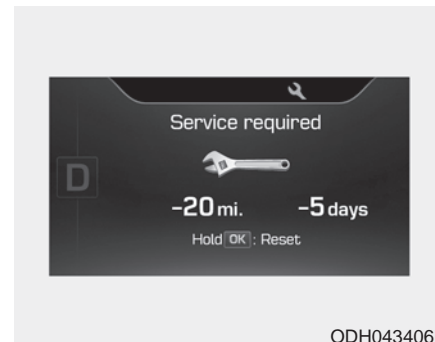 Service required
D
-20 mi. -5 days
Hold OK : Reset
ODH043406